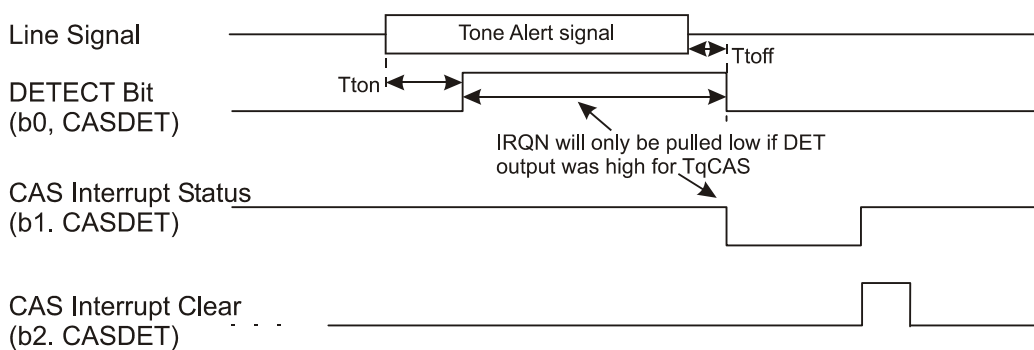 Line Signal
Tone Alert signal
Ttoff
Tton
DETECT Bit
(b0, CASDET)
IRQN will only be pulled low if DET
output was high for TqCAS
CAS Interrupt Status
(b1. CASDET)
CAS Interrupt Clear
(b2. CASDET)